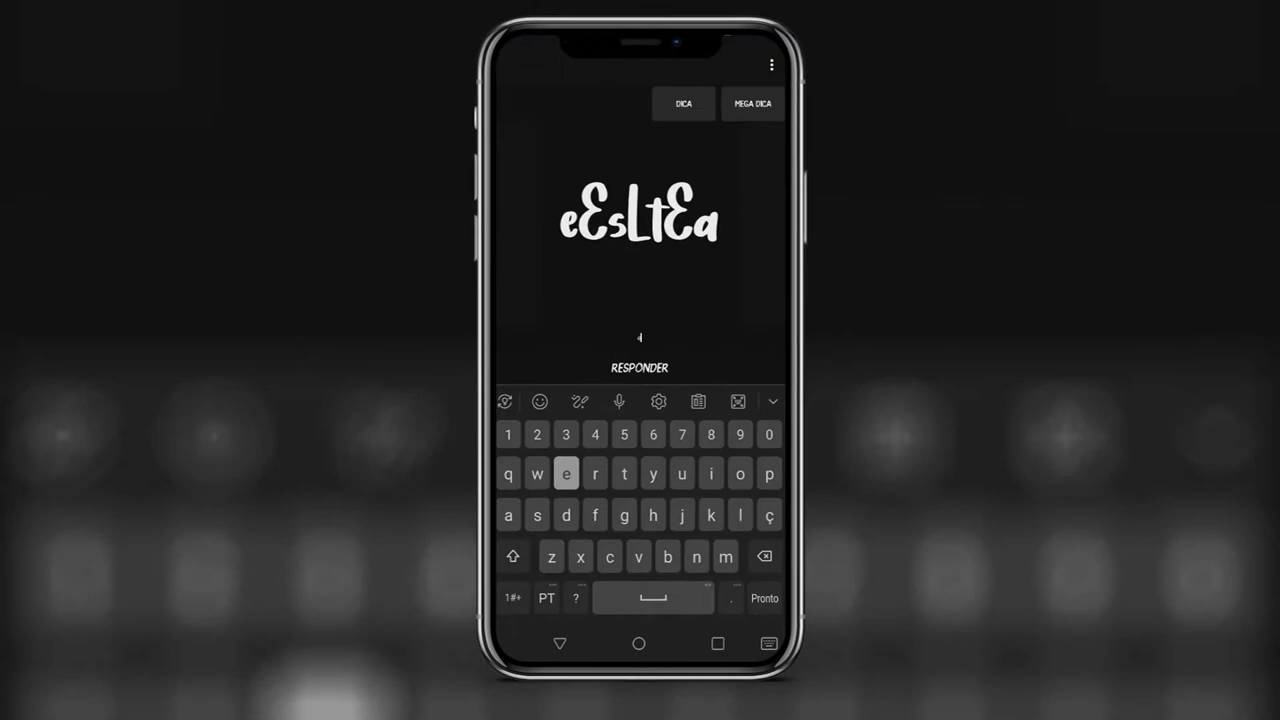 DICA MEGA DICA
eEsLtEa
RESPONDER
1 2 3 4 5 6 7 8 9 0
q w e r t y u i o p
a s d f g h j k l ç
z x c v b n m
1#+ PT ? . Pronto